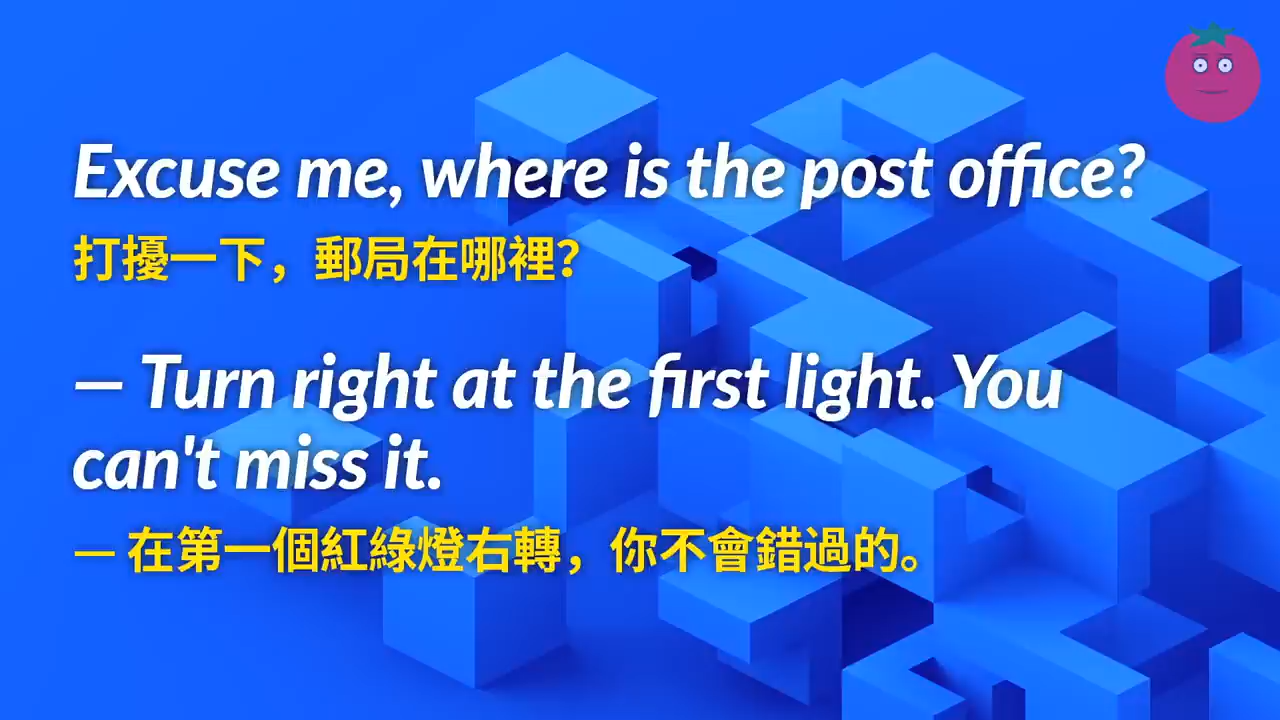 Excuse me, where is the post office?
打擾一下，郵局在哪裡？
— Turn right at the first light. You
can't miss it.
— 在第一個紅綠燈右轉，你不會錯過的。